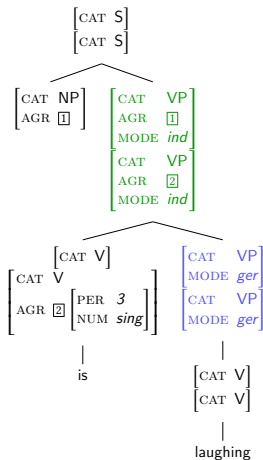 [CAT S]
[CAT S]
[CAT NP
AGR 1]
[CAT VP
AGR 1
MODE ind]
[CAT VP
AGR 2
MODE ind]
[CAT V]
[CAT V
AGR 2 [PER 3
NUM sing]]
is
[CAT VP
MODE ger]
[CAT VP
MODE ger]
[CAT V]
[CAT V]
laughing